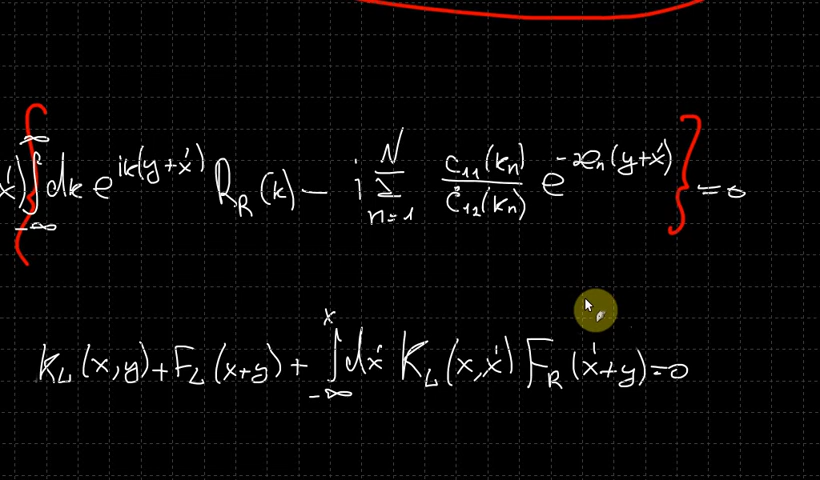 x') ∫_{-∞}^{∞} dk e^{ik(y+x')} R_R(k) - i Σ_{n=1}^{N} \frac{c_{11}(k_n)}{ċ_{12}(k_n)} e^{-æ_n(y+x')} } = 0
K_L(x,y) + F_L(x+y) + ∫_{-∞}^{x} dx' K_L(x,x') F_R(x'+y) = 0